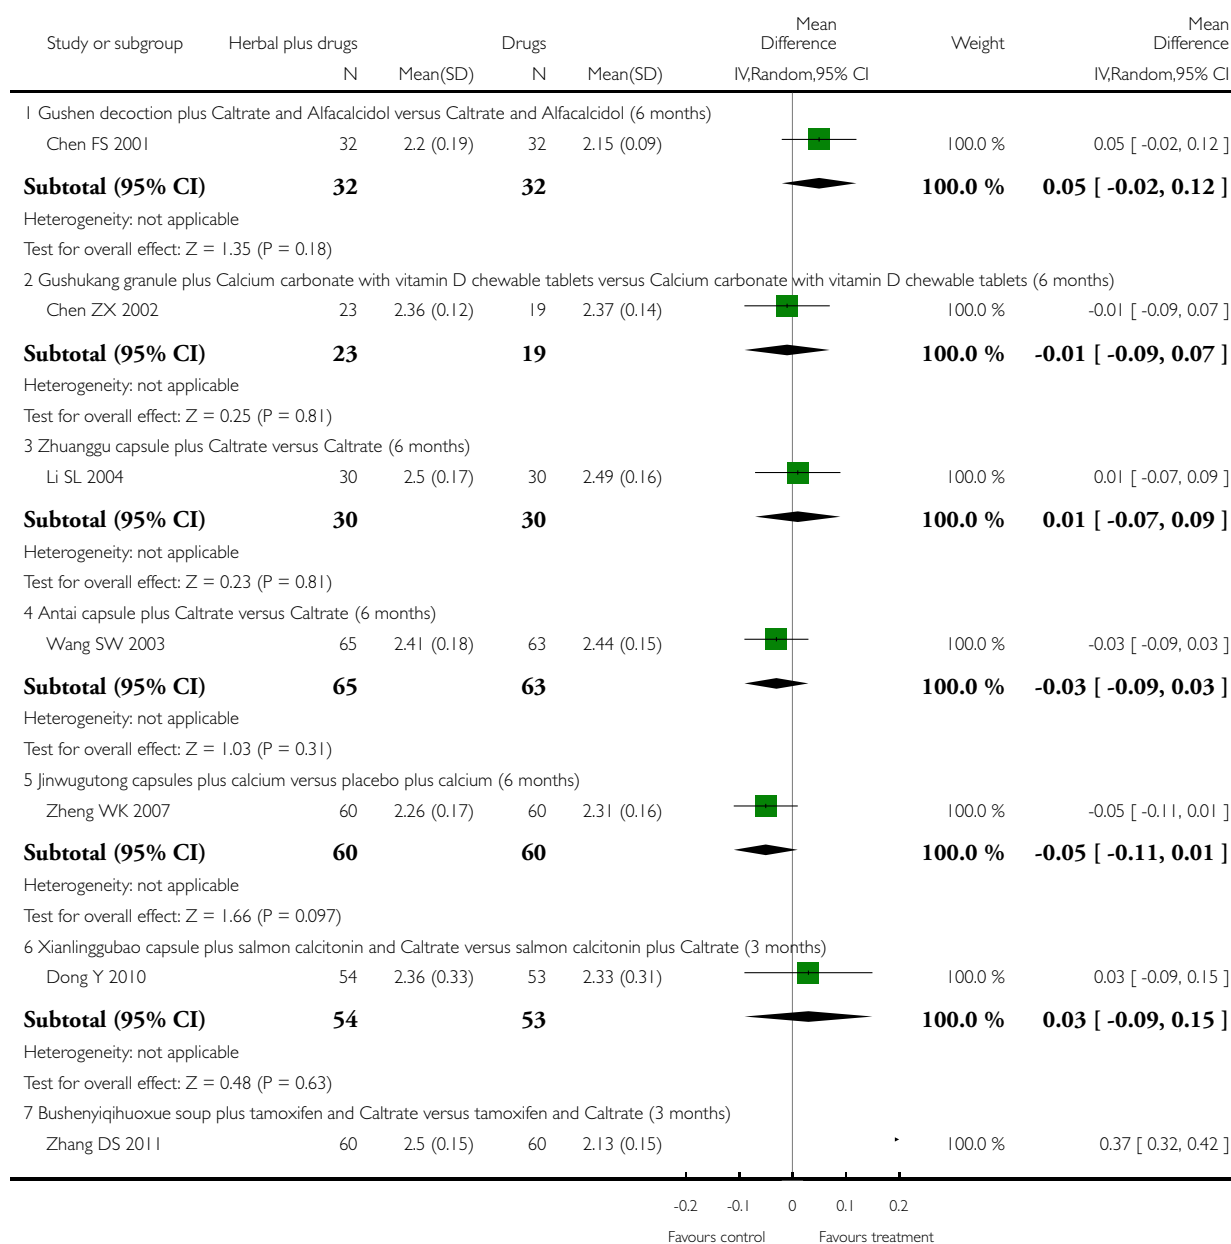 Study or subgroup Herbal plus drugs Drugs Mean Difference Weight Mean Difference
N Mean(SD) N Mean(SD) IV,Random,95% CI IV,Random,95% CI
1 Gushen decoction plus Caltrate and Alfacalcidol versus Caltrate and Alfacalcidol (6 months)
Chen FS 2001 32 2.2 (0.19) 32 2.15 (0.09) 100.0 % 0.05 [ -0.02, 0.12 ]
Subtotal (95% CI) 32 32 100.0 % 0.05 [ -0.02, 0.12 ]
Heterogeneity: not applicable
Test for overall effect: Z = 1.35 (P = 0.18)
2 Gushukang granule plus Calcium carbonate with vitamin D chewable tablets versus Calcium carbonate with vitamin D chewable tablets (6 months)
Chen ZX 2002 23 2.36 (0.12) 19 2.37 (0.14) 100.0 % -0.01 [ -0.09, 0.07 ]
Subtotal (95% CI) 23 19 100.0 % -0.01 [ -0.09, 0.07 ]
Heterogeneity: not applicable
Test for overall effect: Z = 0.25 (P = 0.81)
3 Zhuanggu capsule plus Caltrate versus Caltrate (6 months)
Li SL 2004 30 2.5 (0.17) 30 2.49 (0.16) 100.0 % 0.01 [ -0.07, 0.09 ]
Subtotal (95% CI) 30 30 100.0 % 0.01 [ -0.07, 0.09 ]
Heterogeneity: not applicable
Test for overall effect: Z = 0.23 (P = 0.81)
4 Antai capsule plus Caltrate versus Caltrate (6 months)
Wang SW 2003 65 2.41 (0.18) 63 2.44 (0.15) 100.0 % -0.03 [ -0.09, 0.03 ]
Subtotal (95% CI) 65 63 100.0 % -0.03 [ -0.09, 0.03 ]
Heterogeneity: not applicable
Test for overall effect: Z = 1.03 (P = 0.31)
5 Jinwugutong capsules plus calcium versus placebo plus calcium (6 months)
Zheng WK 2007 60 2.26 (0.17) 60 2.31 (0.16) 100.0 % -0.05 [ -0.11, 0.01 ]
Subtotal (95% CI) 60 60 100.0 % -0.05 [ -0.11, 0.01 ]
Heterogeneity: not applicable
Test for overall effect: Z = 1.66 (P = 0.097)
6 Xianlinggubao capsule plus salmon calcitonin and Caltrate versus salmon calcitonin plus Caltrate (3 months)
Dong Y 2010 54 2.36 (0.33) 53 2.33 (0.31) 100.0 % 0.03 [ -0.09, 0.15 ]
Subtotal (95% CI) 54 53 100.0 % 0.03 [ -0.09, 0.15 ]
Heterogeneity: not applicable
Test for overall effect: Z = 0.48 (P = 0.63)
7 Bushenyiqihuoxue soup plus tamoxifen and Caltrate versus tamoxifen and Caltrate (3 months)
Zhang DS 2011 60 2.5 (0.15) 60 2.13 (0.15) 100.0 % 0.37 [ 0.32, 0.42 ]
-0.2 -0.1 0 0.1 0.2
Favours control Favours treatment